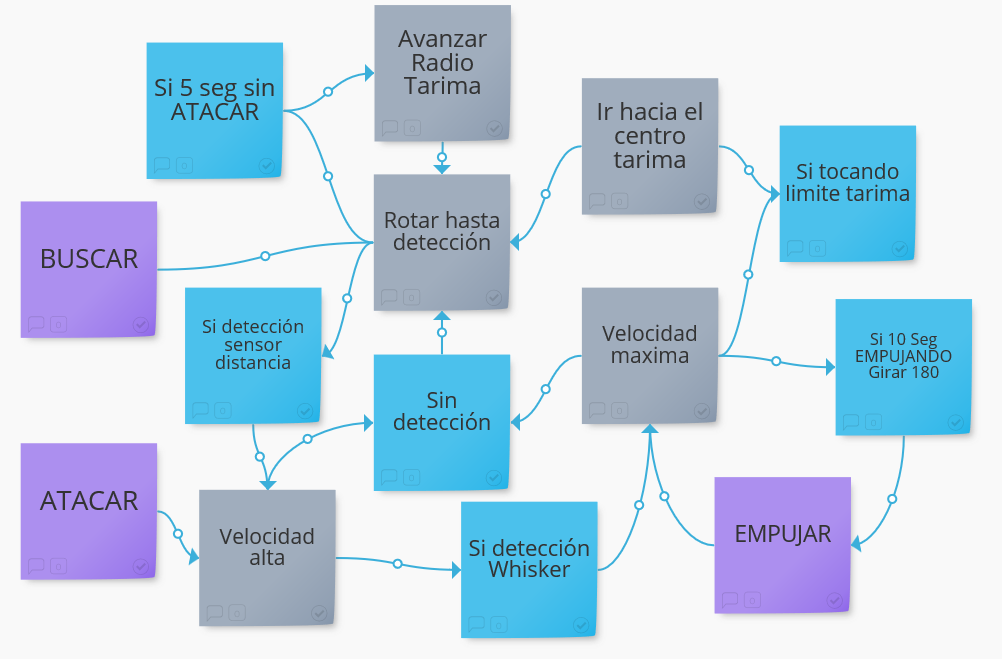 Avanzar
Radio
Tarima
Si 5 seg sin
ATACAR
Ir hacia el
centro
tarima
Si tocando
limite tarima
Rotar hasta
detección
BUSCAR
Si detección
sensor
distancia
Velocidad
maxima
Si 10 Seg
EMPUJANDO
Girar 180
Sin
detección
ATACAR
Velocidad
alta
Si detección
Whisker
EMPUJAR